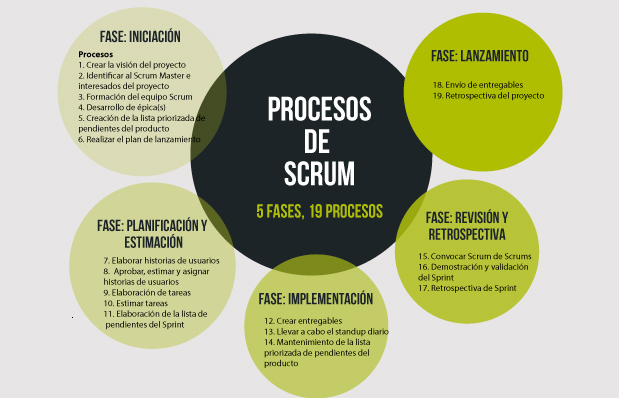 FASE: INICIACIÓN
Procesos
1. Crear la visión del proyecto
2. Identificar al Scrum Master e
interesados del proyecto
3. Formación del equipo Scrum
4. Desarrollo de épica(s)
5. Creación de la lista priorizada de
pendientes del producto
6. Realizar el plan de lanzamiento
PROCESOS
DE
SCRUM
5 FASES, 19 PROCESOS
FASE: LANZAMIENTO
18. Envío de entregables
19. Retrospectiva del proyecto
FASE: PLANIFICACIÓN Y
ESTIMACIÓN
7. Elaborar historias de usuarios
8. Aprobar, estimar y asignar
historias de usuarios
9. Elaboración de tareas
10. Estimar tareas
11. Elaboración de la lista de
pendientes del Sprint
FASE: IMPLEMENTACIÓN
12. Crear entregables
13. Llevar a cabo el standup diario
14. Mantenimiento de la lista
priorizada de pendientes del
producto
FASE: REVISIÓN Y
RETROSPECTIVA
15. Convocar Scrum de Scrums
16. Demostración y validación
del Sprint
17. Retrospectiva de Sprint